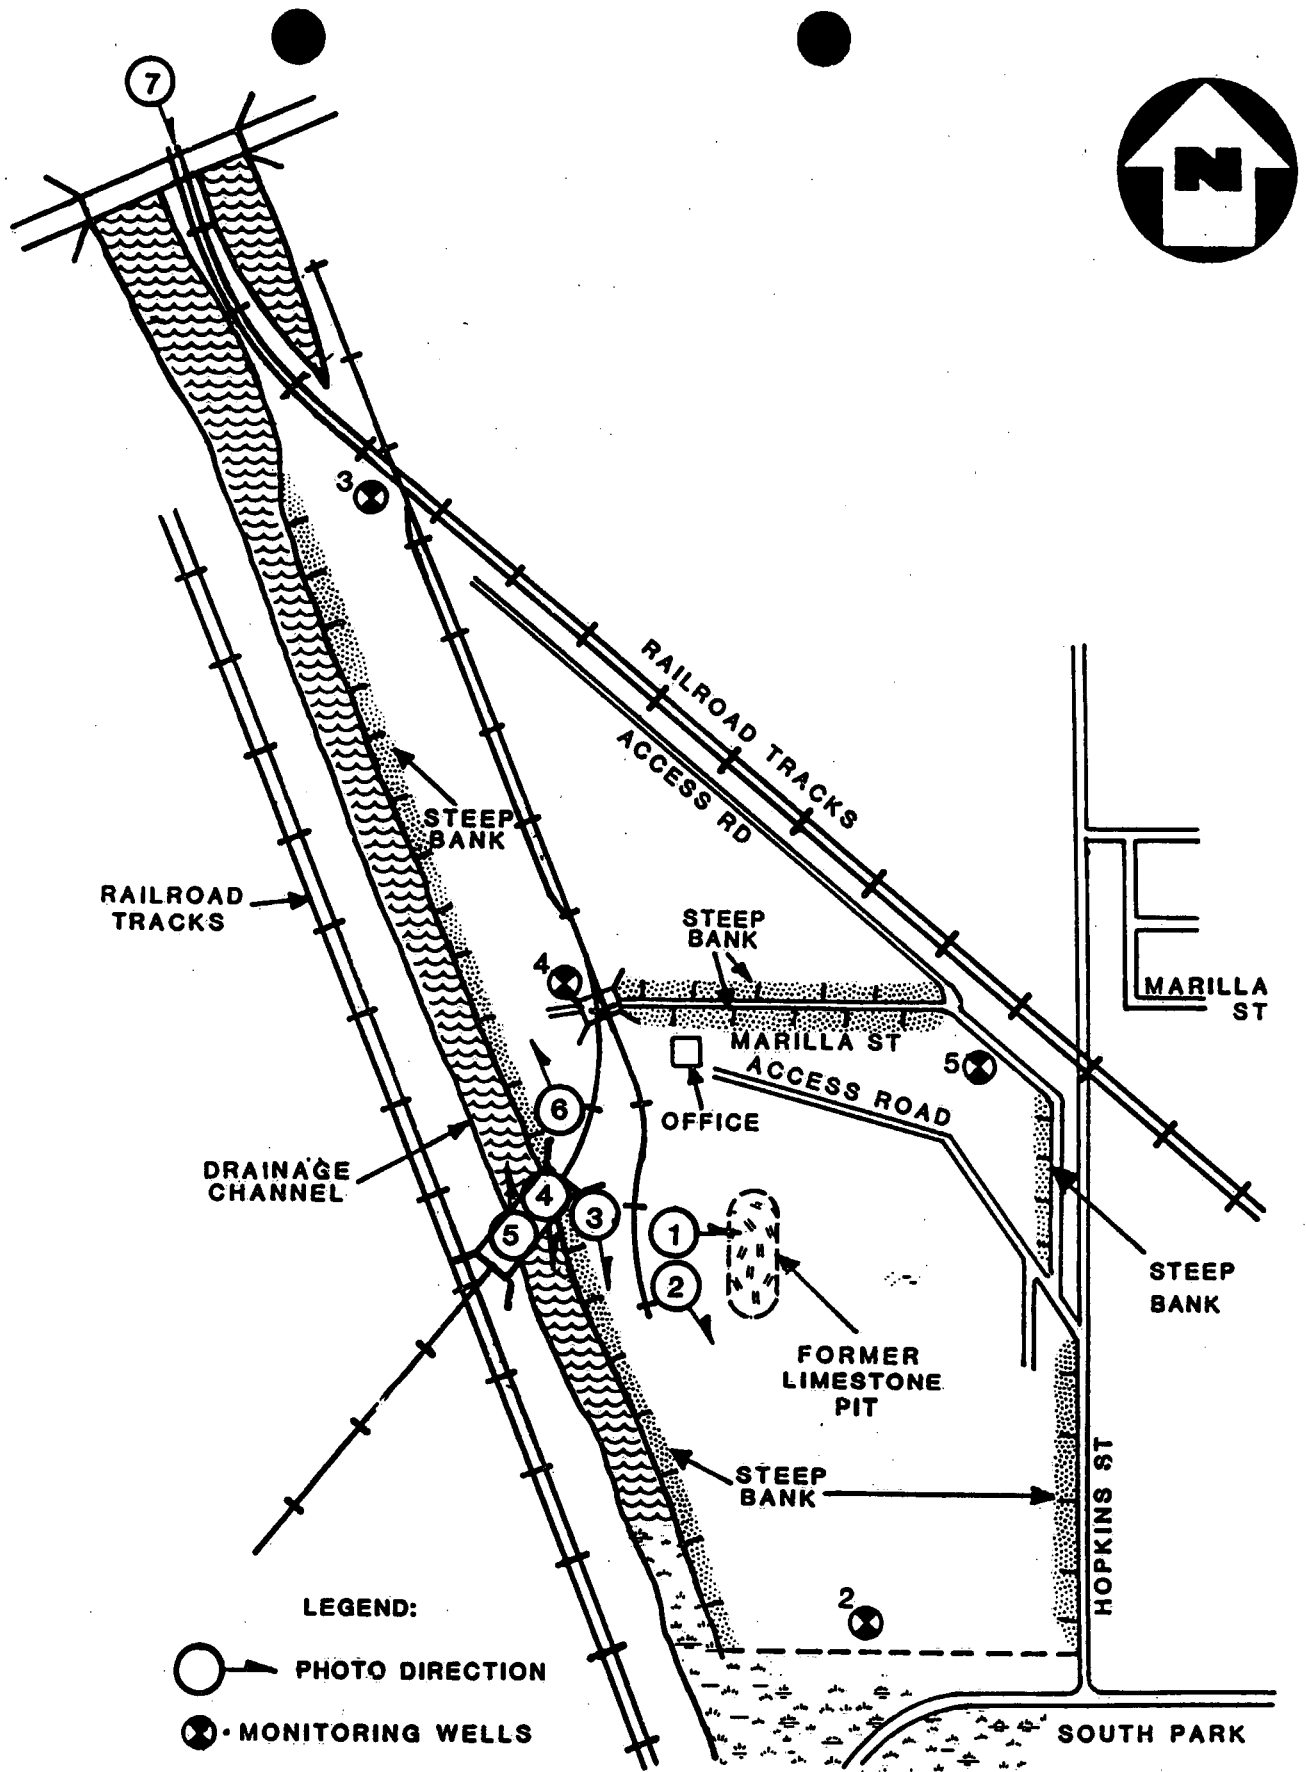 7
N
3
RAILROAD TRACKS
ACCESS RD
STEEP
BANK
RAILROAD
TRACKS
STEEP
BANK
4
MARILLA
ST
MARILLA ST
5
ACCESS ROAD
OFFICE
6
DRAINAGE
CHANNEL
4
3
5
1
2
STEEP
BANK
FORMER
LIMESTONE
PIT
STEEP
BANK
HOPKINS ST
2
LEGEND:
PHOTO DIRECTION
MONITORING WELLS
SOUTH PARK